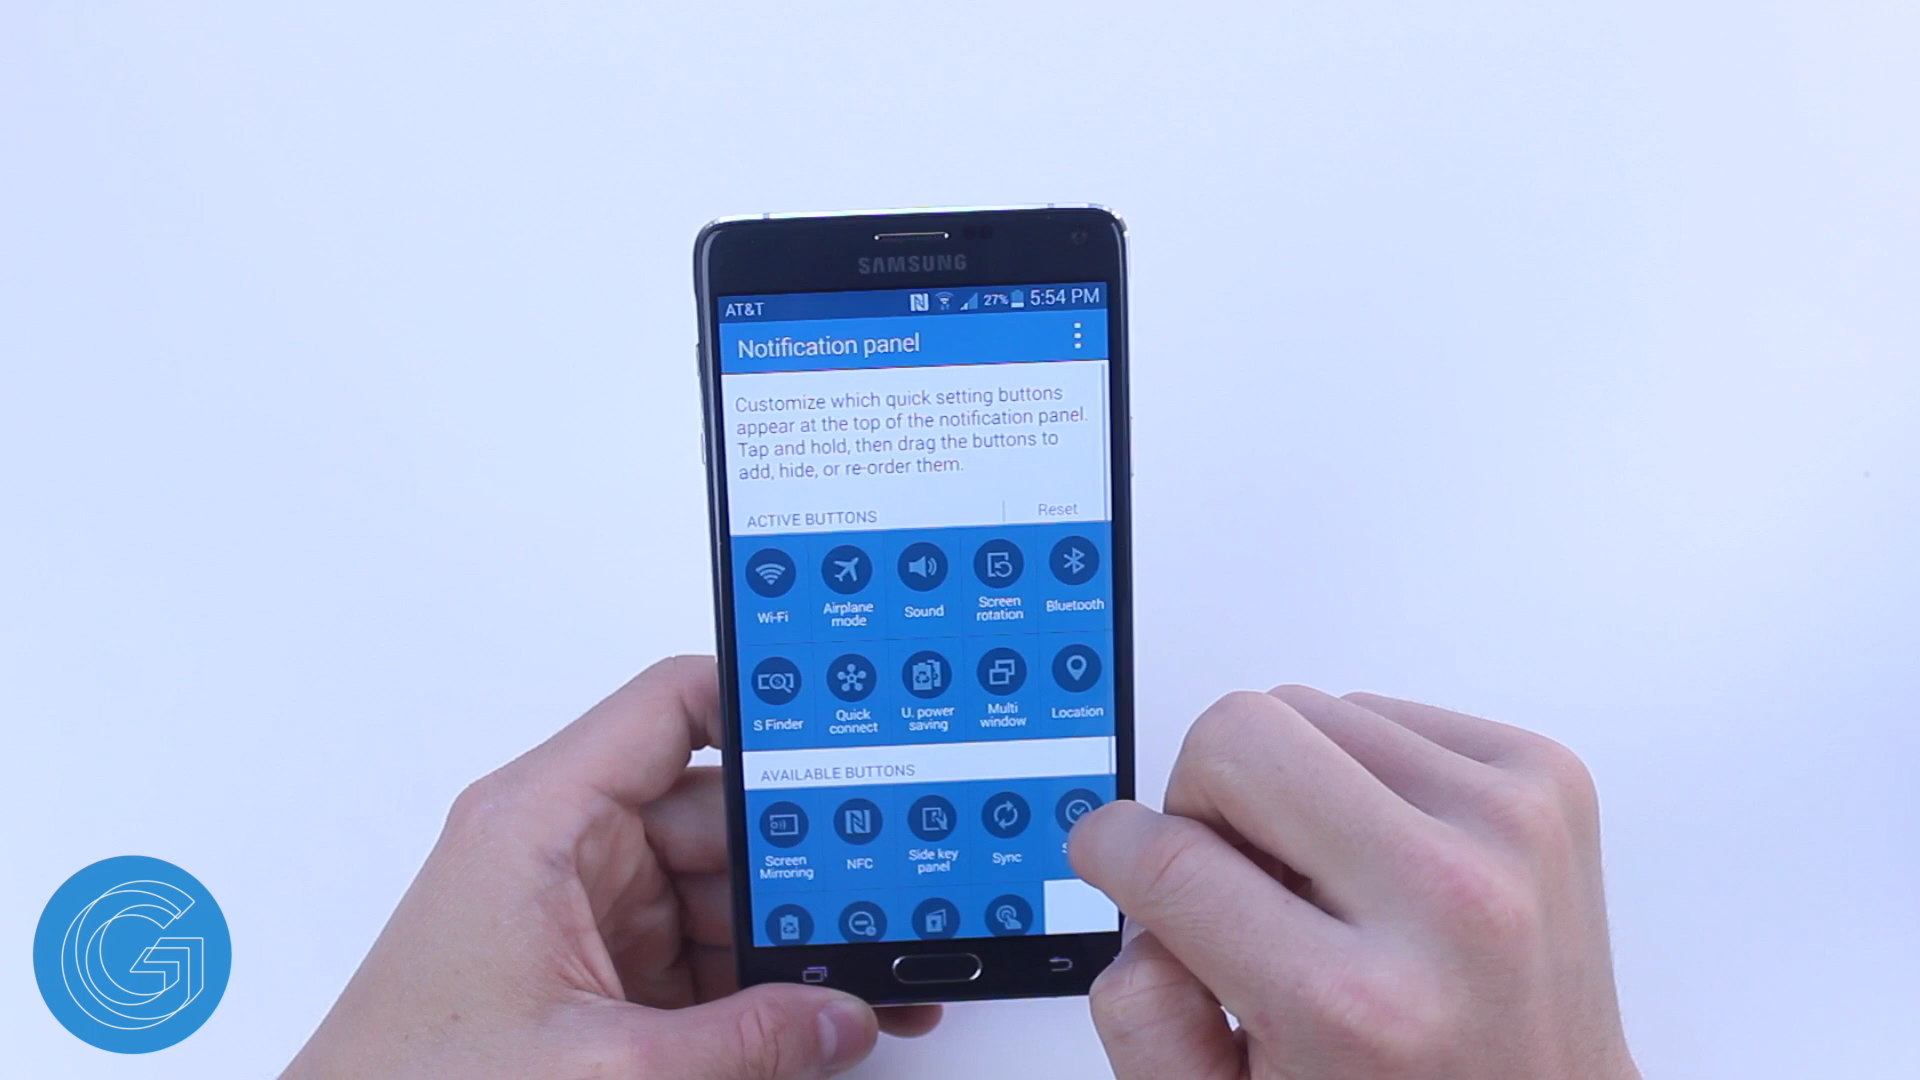 SAMSUNG
AT&T 27% 5:54 PM
Notification panel
Customize which quick setting buttons
appear at the top of the notification panel.
Tap and hold, then drag the buttons to
add, hide, or re-order them.
ACTIVE BUTTONS Reset
Wi-Fi
Airplane
mode
Sound
Screen
rotation
Bluetooth
S Finder
Quick
connect
U. power
saving
Multi
window
Location
AVAILABLE BUTTONS
Screen
Mirroring
NFC
Side key
panel
Sync